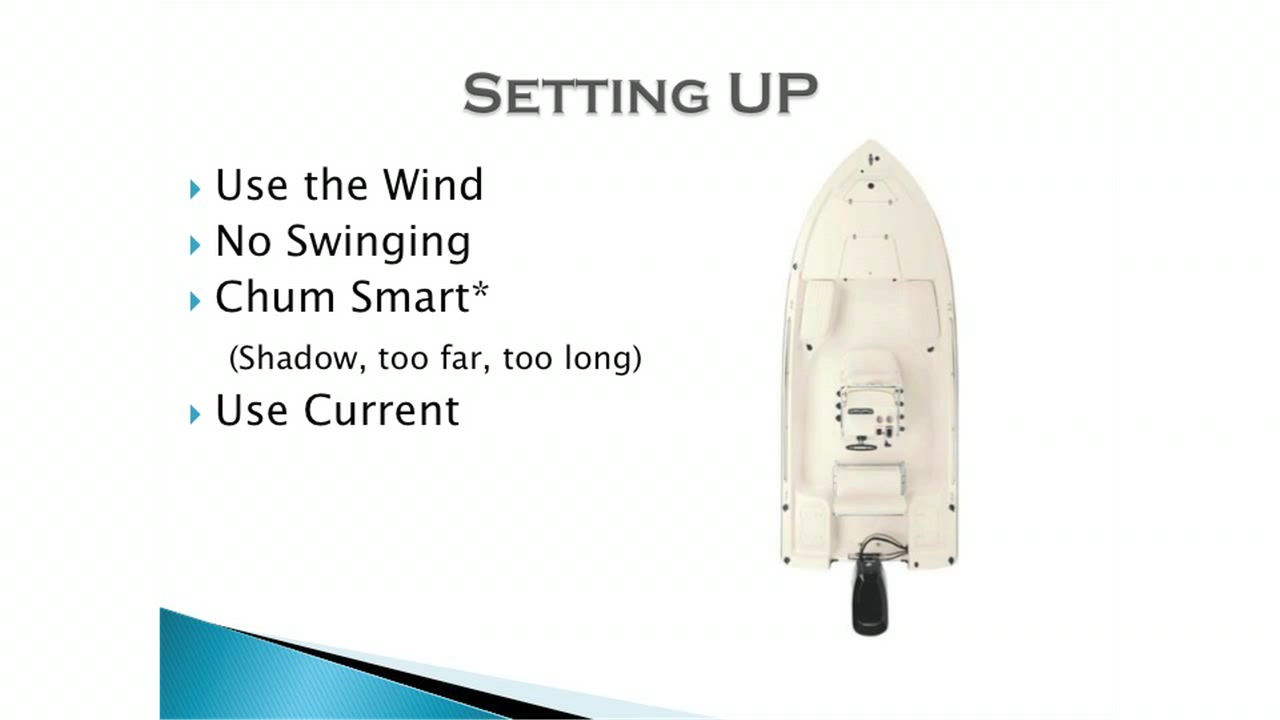 Setting UP
Use the Wind
No Swinging
Chum Smart*
(Shadow, too far, too long)
Use Current